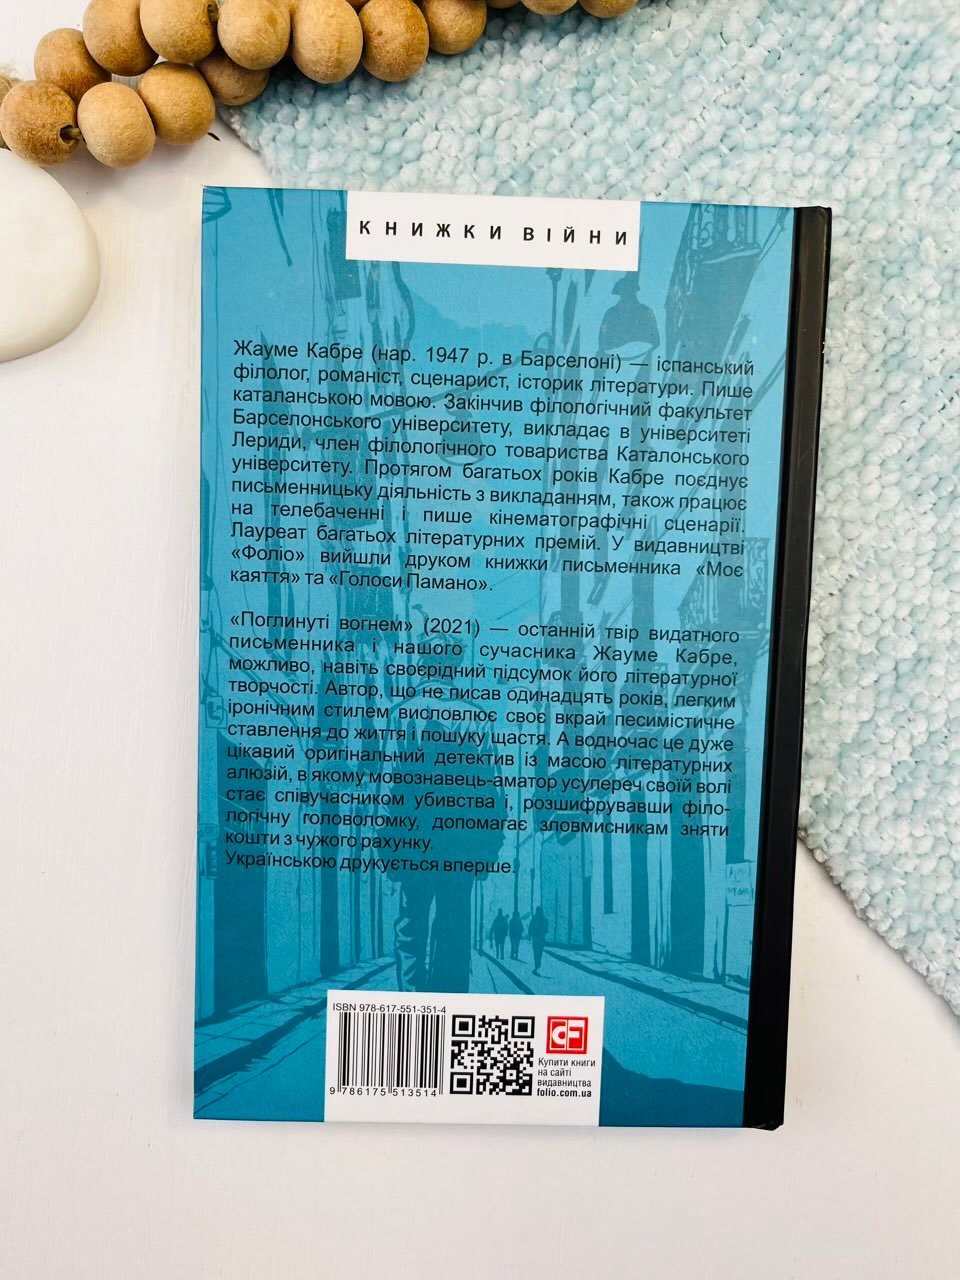 КНИЖКИ ВІЙНИ
Жауме Кабре (нар. 1947 р. в Барселоні) — іспанський
філолог, романіст, сценарист, історик літератури. Пише
каталанською мовою. Закінчив філологічний факультет
Барселонського університету, викладає в університеті
Лериди, член філологічного товариства Каталонського
університету. Протягом багатьох років Кабре поєднує
письменницьку діяльність з викладанням, також працює
на телебаченні і пише кінематографічні сценарії.
Лауреат багатьох літературних премій. У видавництві
«Фоліо» вийшли друком книжки письменника «Моє
каяття» та «Голоси Памано».
«Поглинуті вогнем» (2021) — останній твір видатного
письменника і нашого сучасника Жауме Кабре,
можливо, навіть своєрідний підсумок його літературної
творчості. Автор, що не писав одинадцять років, легким
іронічним стилем висловлює своє вкрай песимістичне
ставлення до життя і пошуку щастя. А водночас це дуже
цікавий оригінальний детектив із масою літературних
алюзій, в якому мовознавець-аматор усупереч своїй волі
стає співучасником убивства і, розшифрувавши філо-
логічну головоломку, допомагає зловмисникам зняти
кошти з чужого рахунку.
Українською друкується вперше.
ISBN 978-617-551-351-4
9 786175 513514
CF
Купити книги
на сайті
видавництва
folio.com.ua